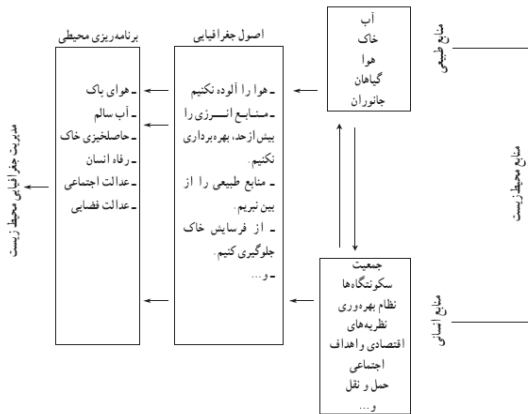 منابع محیط زیست
منابع طبیعی
آب
خاک
هوا
گیاهان
جانوران
منابع انسانی
جمعیت
سکونتگاه‌ها
نظام بهره‌وری
نظریه‌های
اقتصادی و اهداف
اجتماعی
حمل و نقل
و...
اصول جغرافیایی
ـ هوا را آلوده نکنیم
ـ منابع انرژی را
بیش‌از حد، بهره‌برداری
نکنیم.
ـ منابع طبیعی را از
بین نبریم.
ـ از فرسایش خاک
جلوگیری کنیم.
ـ و...
برنامه‌ریزی محیطی
ـ هوای پاک
ـ آب سالم
ـ حاصلخیزی خاک
ـ رفاه انسان
ـ عدالت اجتماعی
ـ عدالت فضایی
مدیریت جغرافیایی محیط زیست